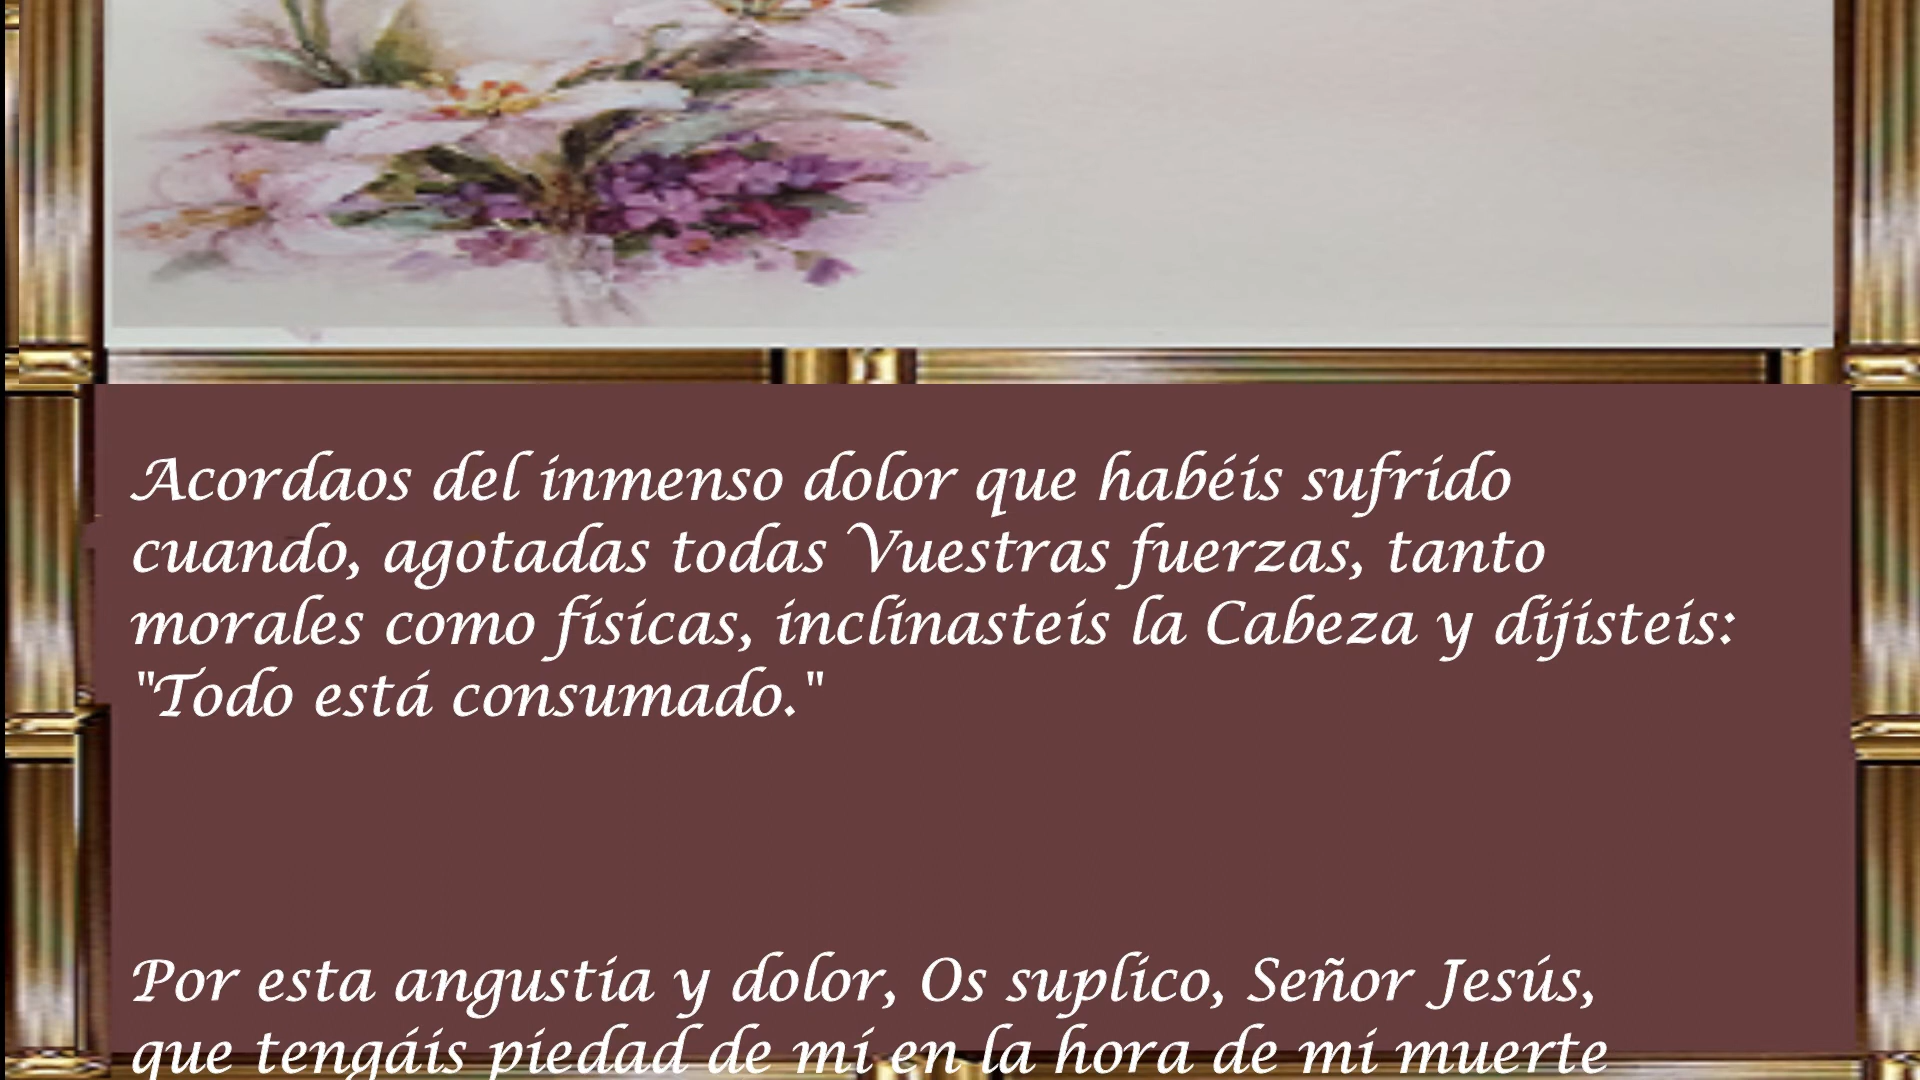 Acordaos del inmenso dolor que habéis sufrido
cuando, agotadas todas Vuestras fuerzas, tanto
morales como físicas, inclinasteis la Cabeza y dijisteis:
"Todo está consumado."
Por esta angustia y dolor, Os suplico, Señor Jesús,
que tengáis piedad de mí en la hora de mi muerte